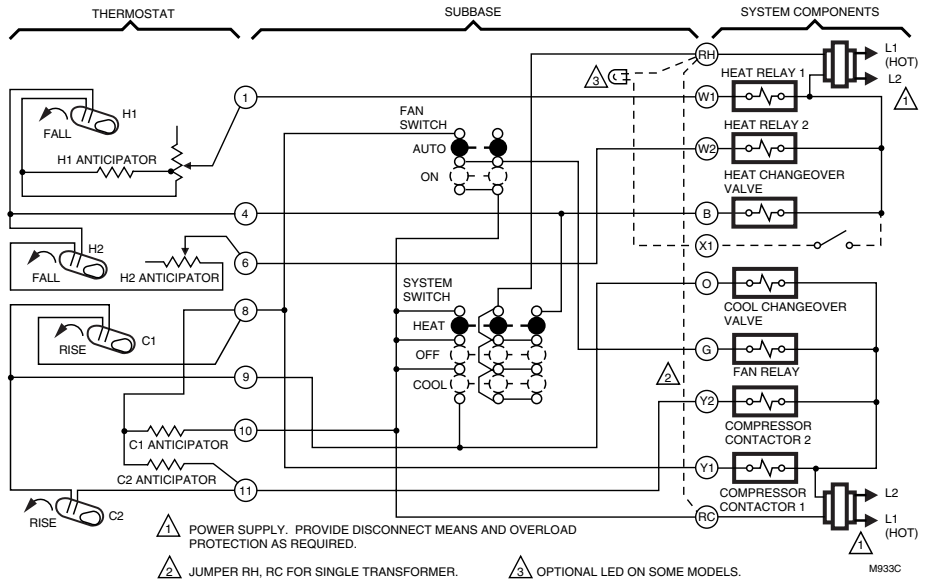 THERMOSTAT
SUBBASE
SYSTEM COMPONENTS
RH
L1
(HOT)
L2
1
3
HEAT RELAY 1
H1
FALL
1
W1
FAN
SWITCH
HEAT RELAY 2
AUTO
W2
H1 ANTICIPATOR
ON
HEAT CHANGEOVER
VALVE
4
B
H2
X1
FALL
H2 ANTICIPATOR
6
SYSTEM
SWITCH
O
COOL CHANGEOVER
VALVE
8
HEAT
RISE
C1
OFF
G
FAN RELAY
2
9
COOL
Y2
COMPRESSOR
CONTACTOR 2
10
C1 ANTICIPATOR
Y1
C2 ANTICIPATOR
11
COMPRESSOR
CONTACTOR 1
L2
RISE
C2
RC
L1
(HOT)
1
1 POWER SUPPLY. PROVIDE DISCONNECT MEANS AND OVERLOAD
PROTECTION AS REQUIRED.
2 JUMPER RH, RC FOR SINGLE TRANSFORMER.
3 OPTIONAL LED ON SOME MODELS.
M933C